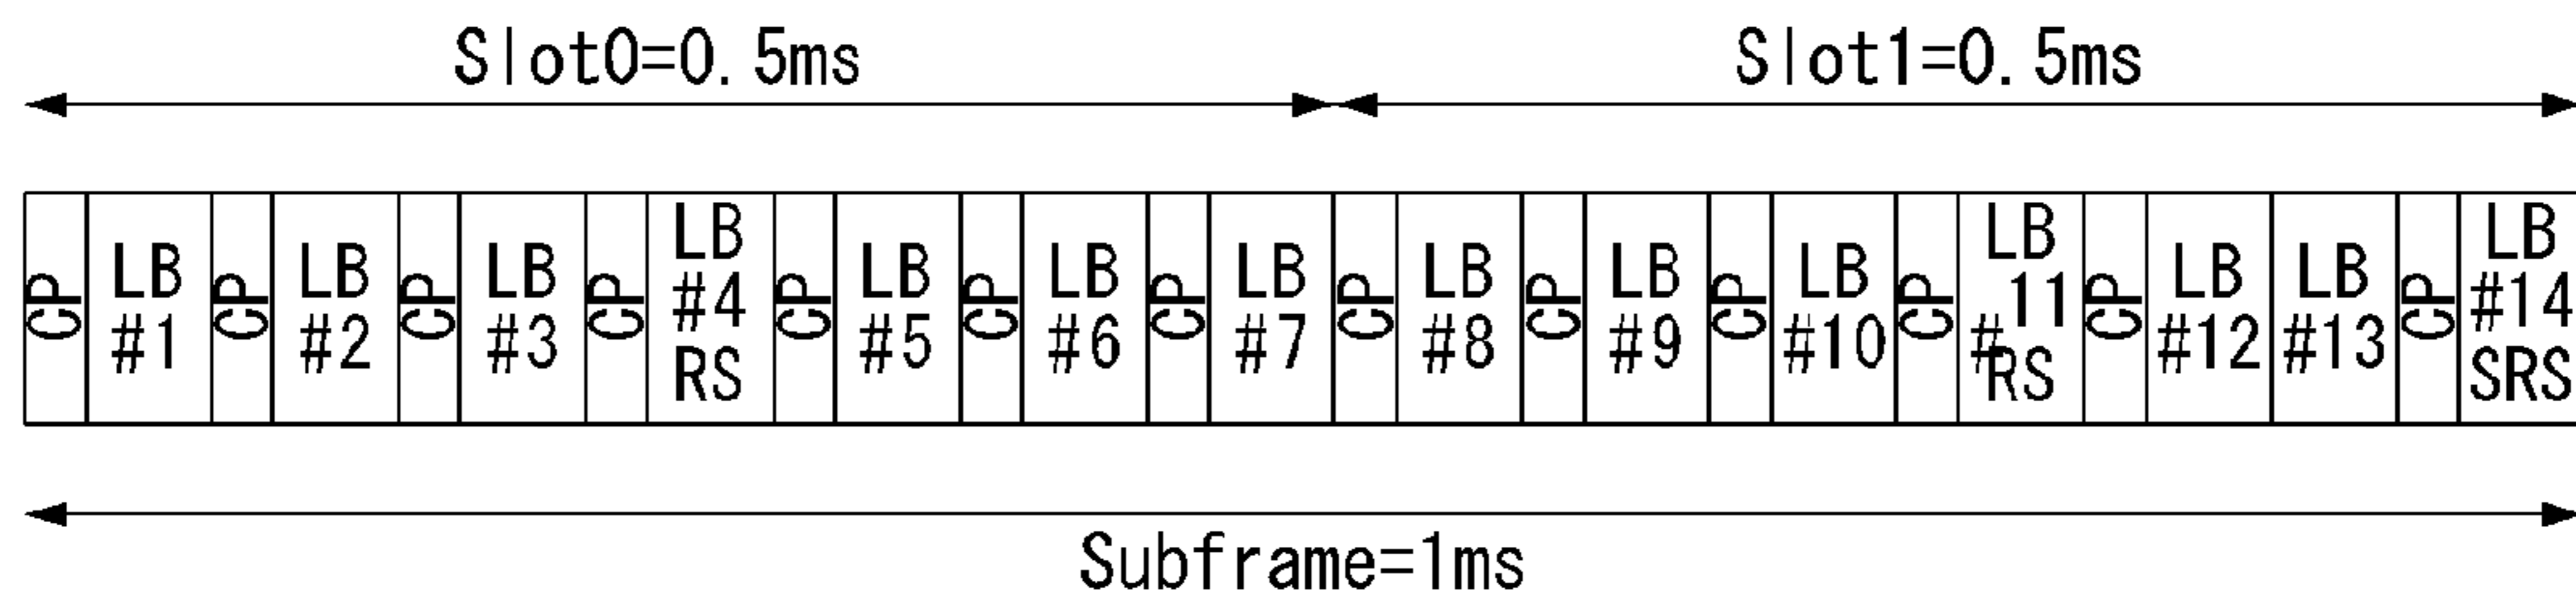 Slot0=0.5ms
Slot1=0.5ms
CP
LB
#1
CP
LB
#2
CP
LB
#3
CP
LB
#4
RS
CP
LB
#5
CP
LB
#6
CP
LB
#7
CP
LB
#8
CP
LB
#9
CP
LB
#10
CP
LB
#11
RS
CP
LB
#12
LB
#13
CP
LB
#14
SRS
Subframe=1ms